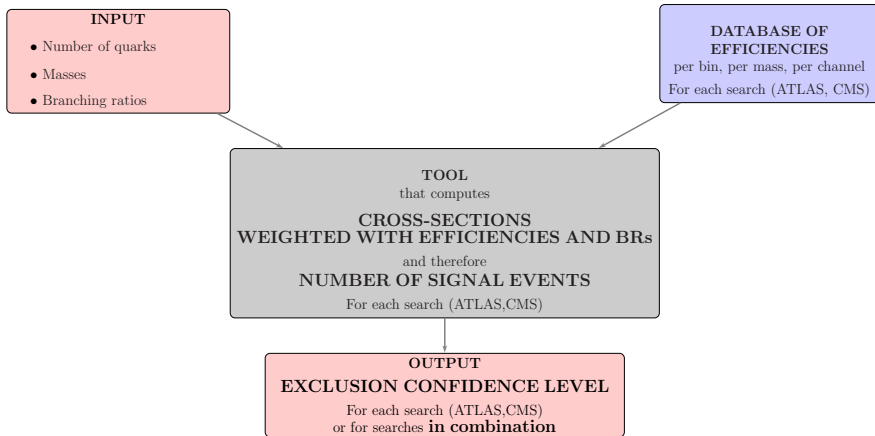 INPUT
• Number of quarks
• Masses
• Branching ratios
DATABASE OF
EFFICIENCIES
per bin, per mass, per channel
For each search (ATLAS, CMS)
TOOL
that computes
CROSS-SECTIONS
WEIGHTED WITH EFFICIENCIES AND BRs
and therefore
NUMBER OF SIGNAL EVENTS
For each search (ATLAS,CMS)
OUTPUT
EXCLUSION CONFIDENCE LEVEL
For each search (ATLAS,CMS)
or for searches in combination